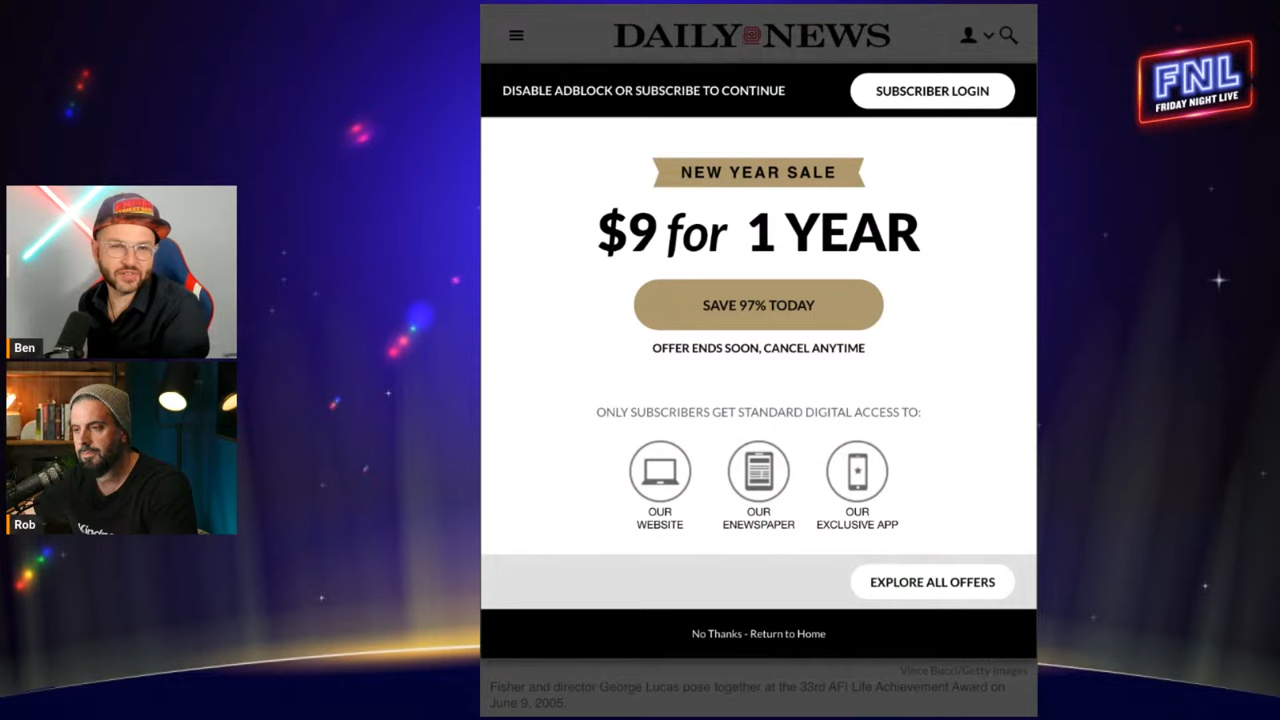 DAILY NEWS
DISABLE ADBLOCK OR SUBSCRIBE TO CONTINUE
SUBSCRIBER LOGIN
NEW YEAR SALE
$9 for 1 YEAR
SAVE 97% TODAY
OFFER ENDS SOON, CANCEL ANYTIME
ONLY SUBSCRIBERS GET STANDARD DIGITAL ACCESS TO:
OUR
WEBSITE
OUR
ENEWSPAPER
OUR
EXCLUSIVE APP
EXPLORE ALL OFFERS
No Thanks - Return to Home
Vince Bucci/Getty Images
Fisher and director George Lucas pose together at the 33rd AFI Life Achievement Award on
June 9, 2005.
FNL
FRIDAY NIGHT LIVE
Ben
Rob